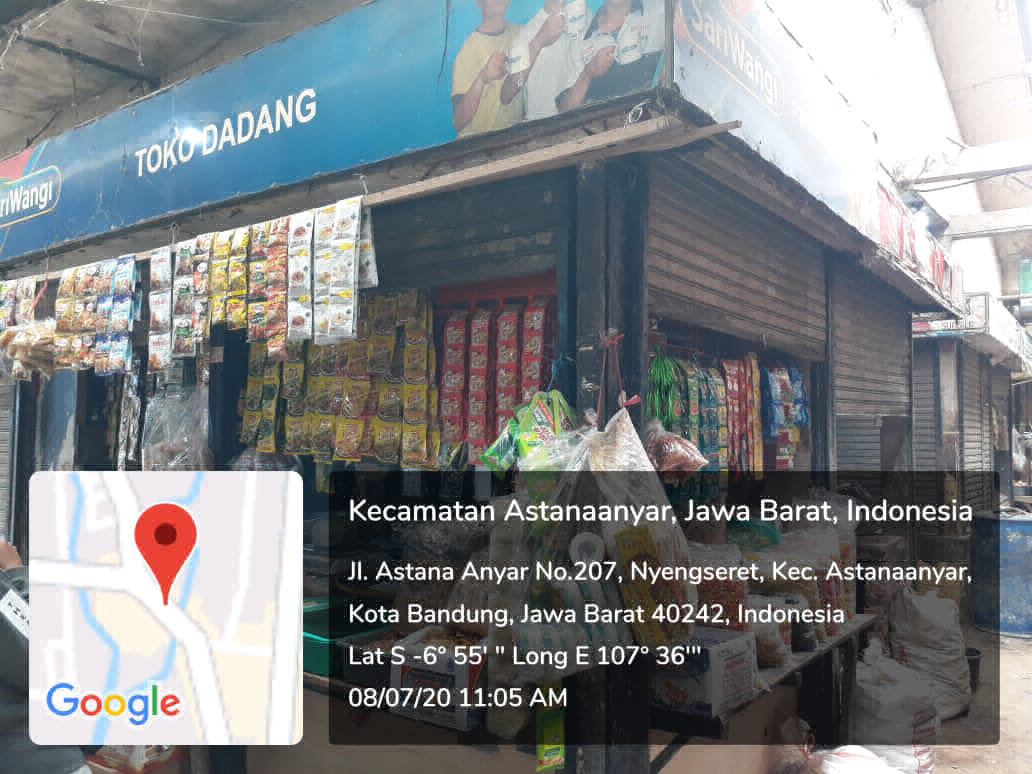 SariWangi
TOKO DADANG
riWangi
Kecamatan Astanaanyar, Jawa Barat, Indonesia
Jl. Astana Anyar No.207, Nyengseret, Kec. Astanaanyar,
Kota Bandung, Jawa Barat 40242, Indonesia
Lat S -6° 55' " Long E 107° 36'"
08/07/20 11:05 AM
Google